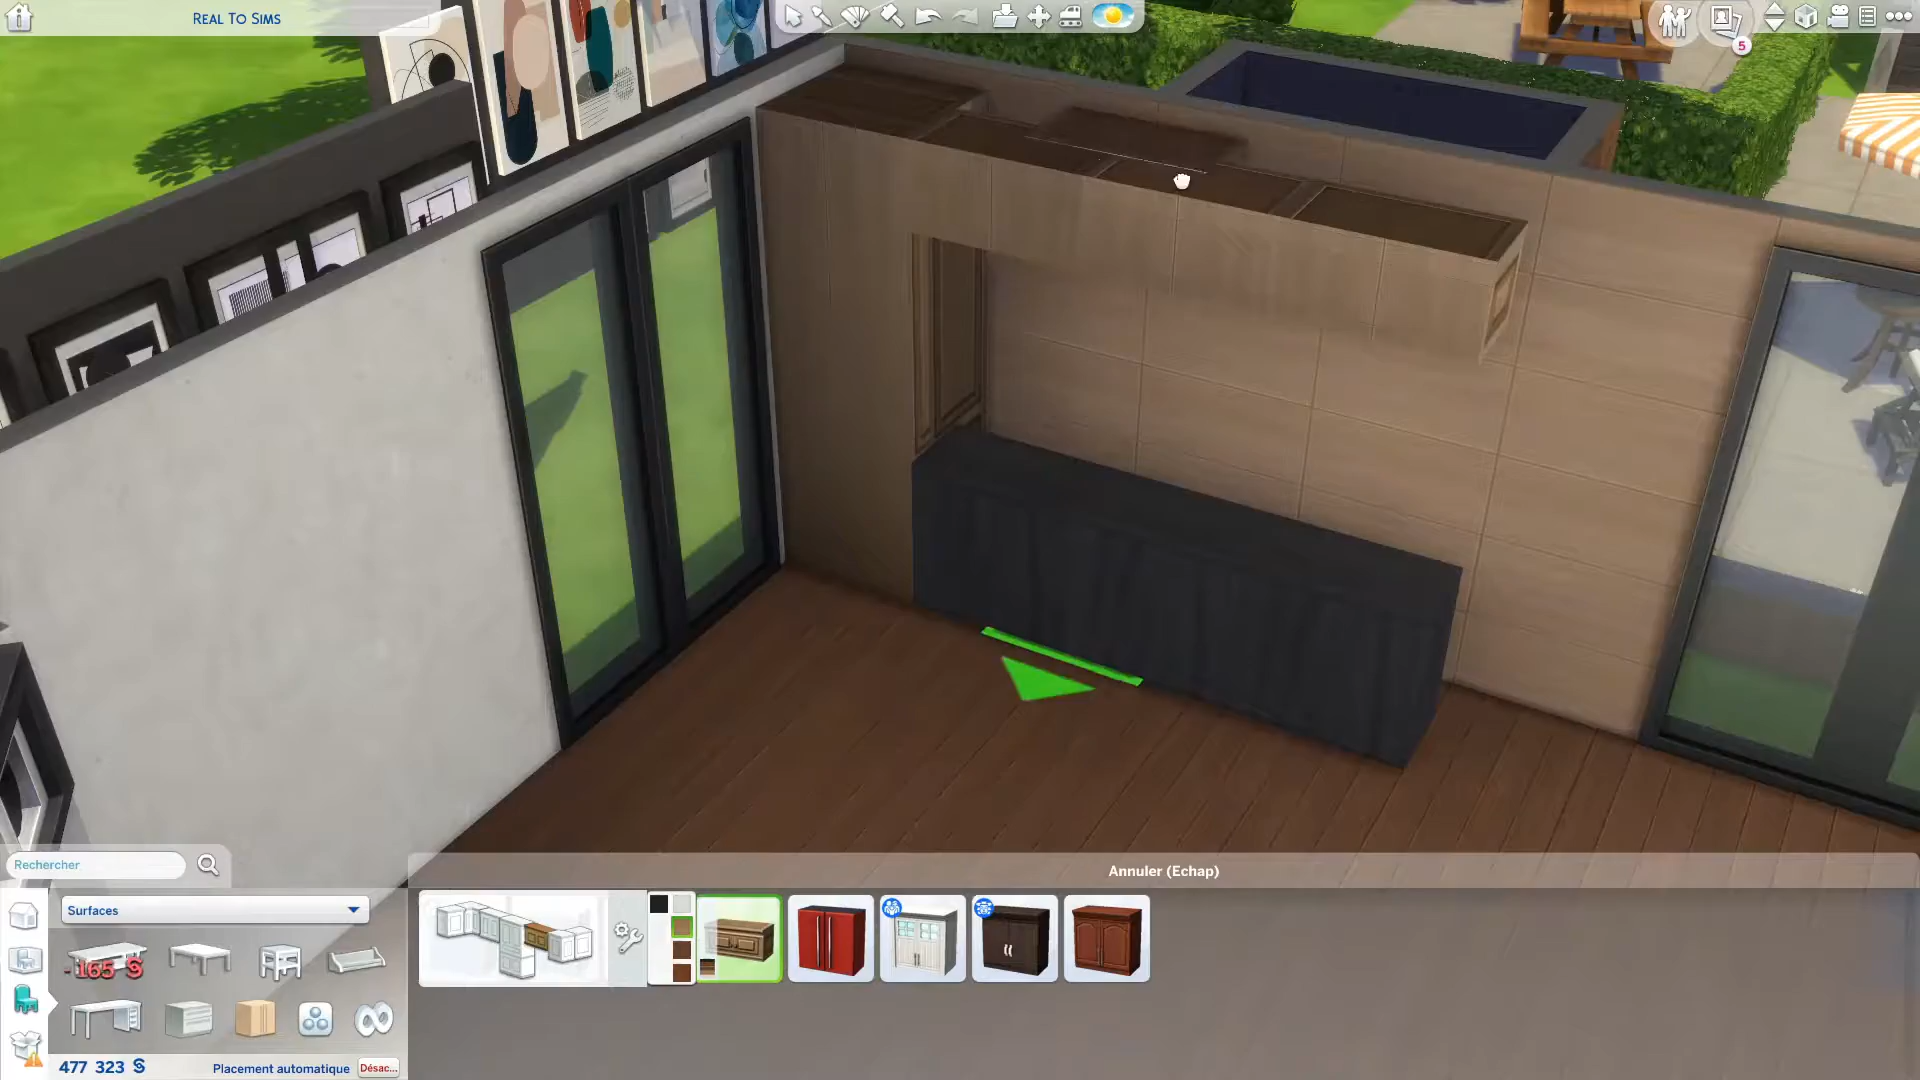 REAL TO SIMS
5
Annuler (Echap)
Rechercher
Surfaces
-165 §
477 323 §
Placement automatique
Désac...